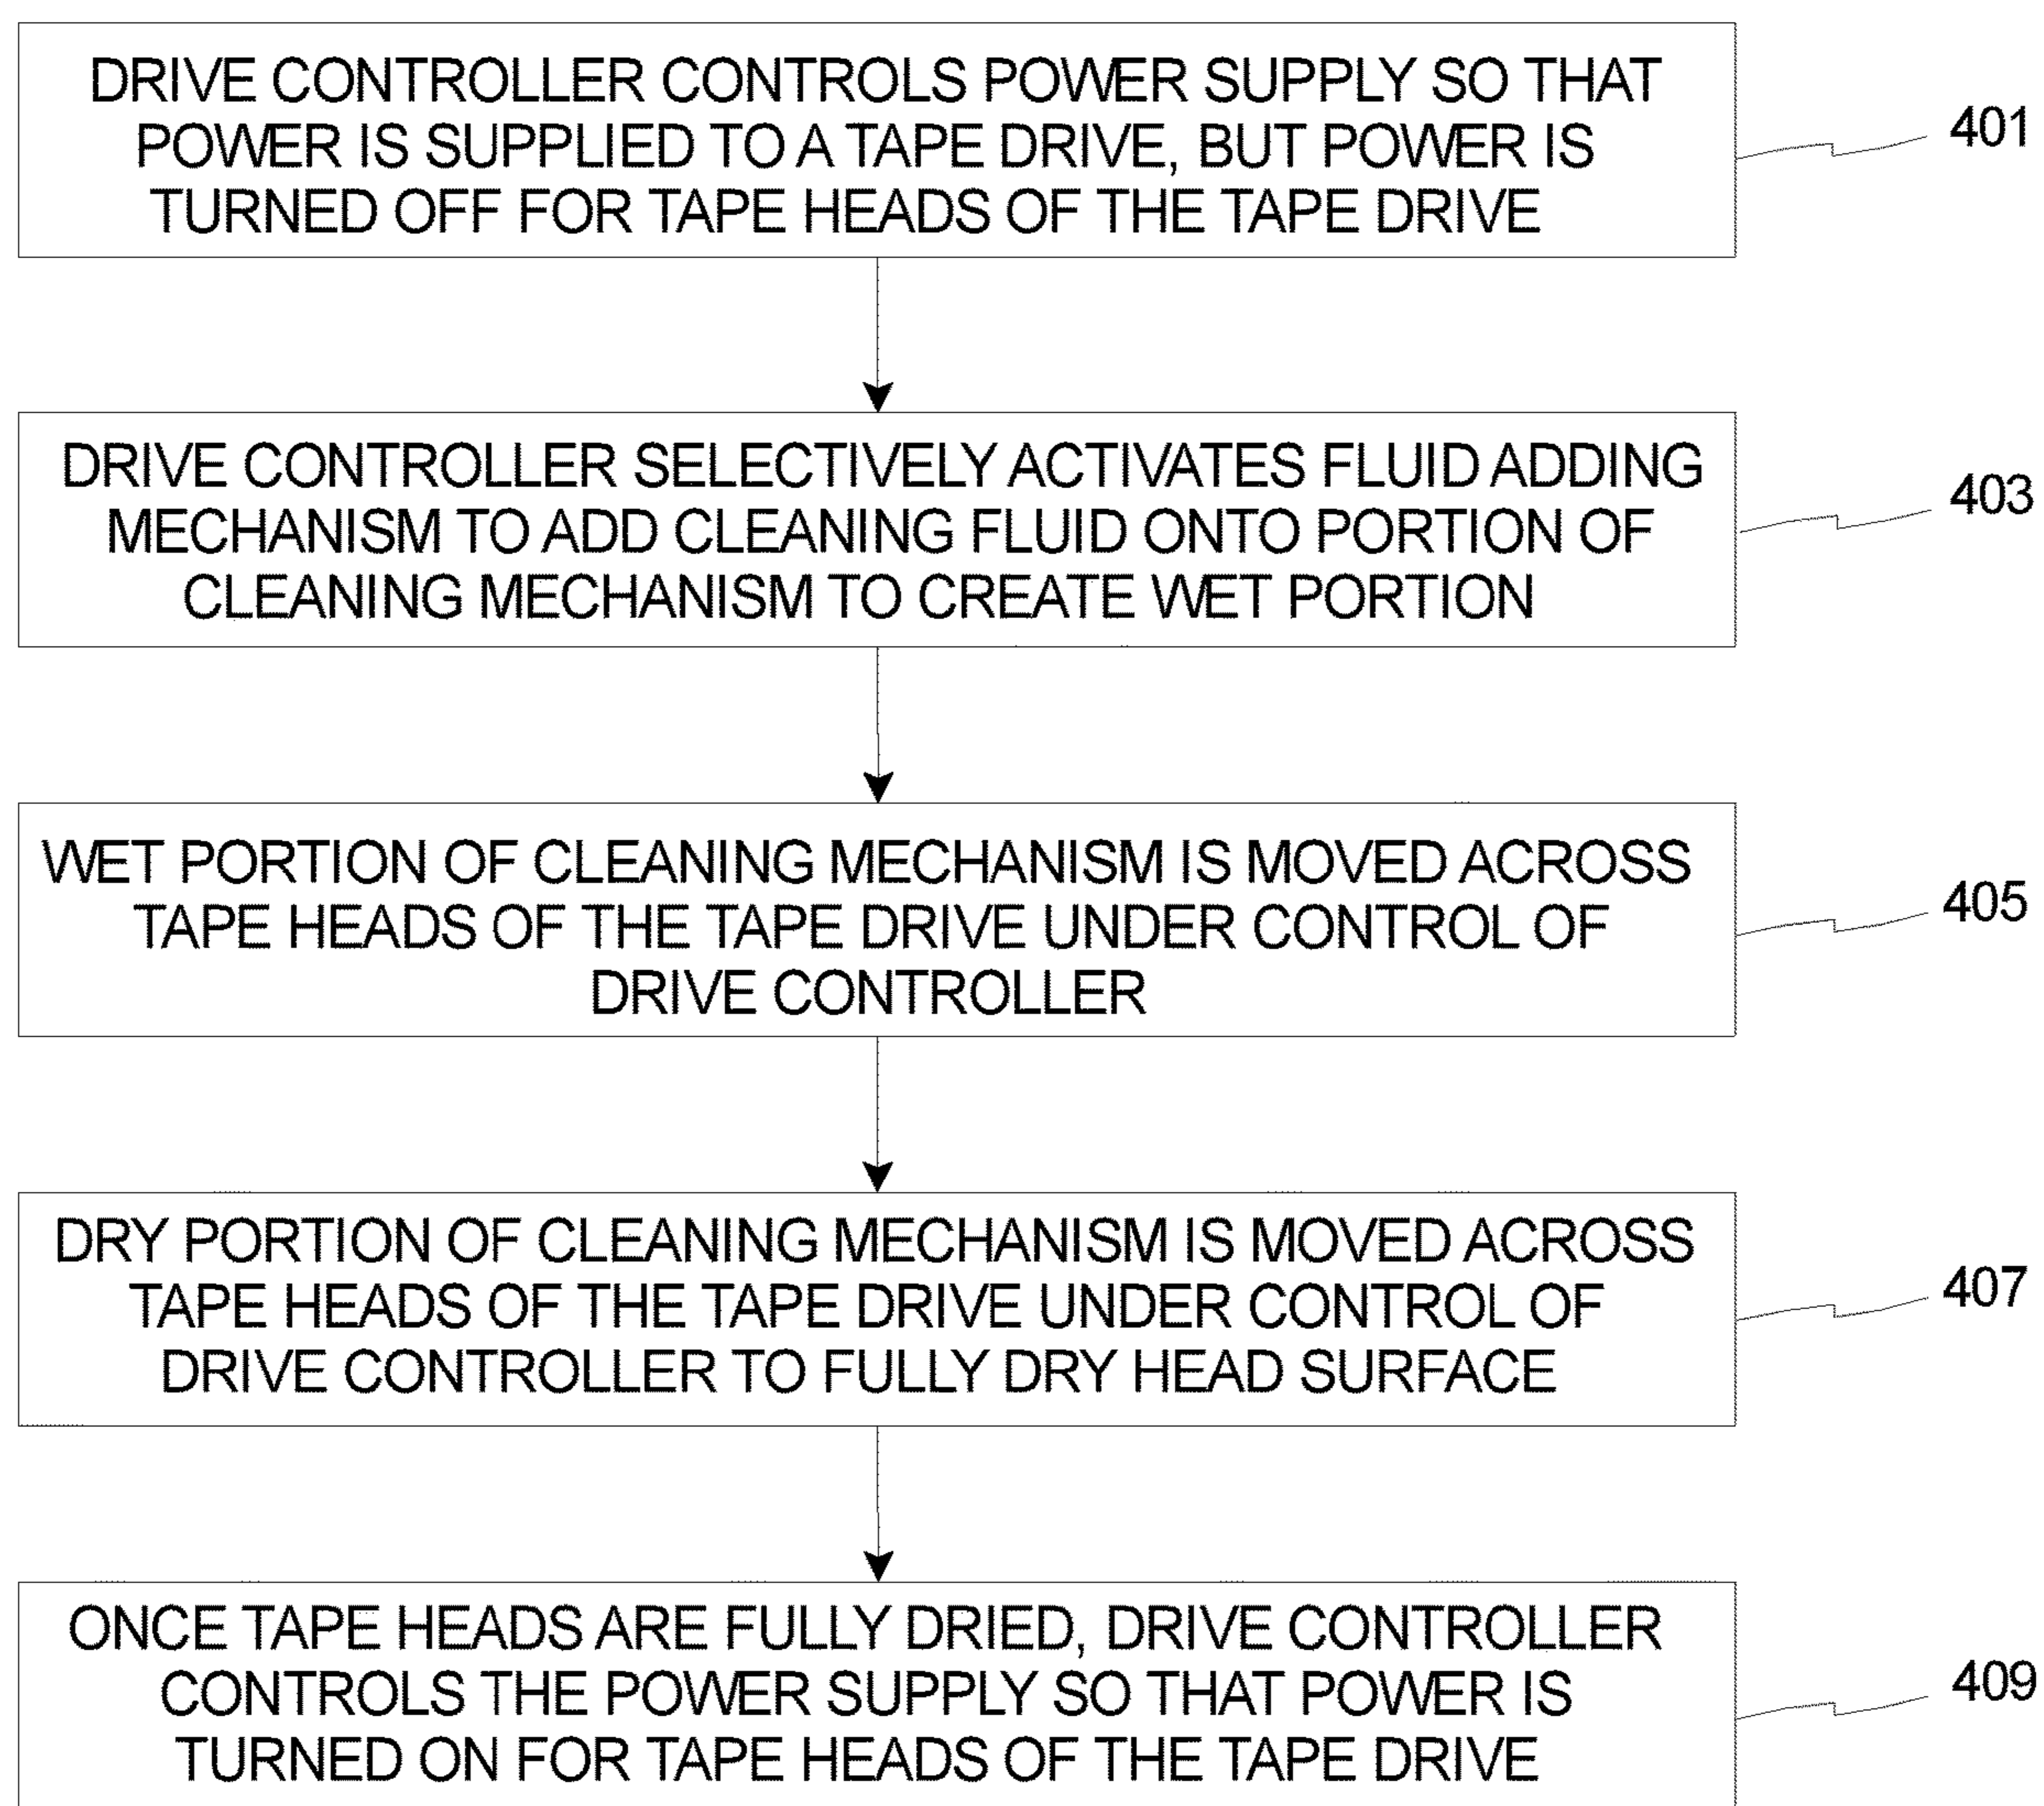 DRIVE CONTROLLER CONTROLS POWER SUPPLY SO THAT
POWER IS SUPPLIED TO A TAPE DRIVE, BUT POWER IS
TURNED OFF FOR TAPE HEADS OF THE TAPE DRIVE
401
DRIVE CONTROLLER SELECTIVELY ACTIVATES FLUID ADDING
MECHANISM TO ADD CLEANING FLUID ONTO PORTION OF
CLEANING MECHANISM TO CREATE WET PORTION
403
WET PORTION OF CLEANING MECHANISM IS MOVED ACROSS
TAPE HEADS OF THE TAPE DRIVE UNDER CONTROL OF
DRIVE CONTROLLER
405
DRY PORTION OF CLEANING MECHANISM IS MOVED ACROSS
TAPE HEADS OF THE TAPE DRIVE UNDER CONTROL OF
DRIVE CONTROLLER TO FULLY DRY HEAD SURFACE
407
ONCE TAPE HEADS ARE FULLY DRIED, DRIVE CONTROLLER
CONTROLS THE POWER SUPPLY SO THAT POWER IS
TURNED ON FOR TAPE HEADS OF THE TAPE DRIVE
409